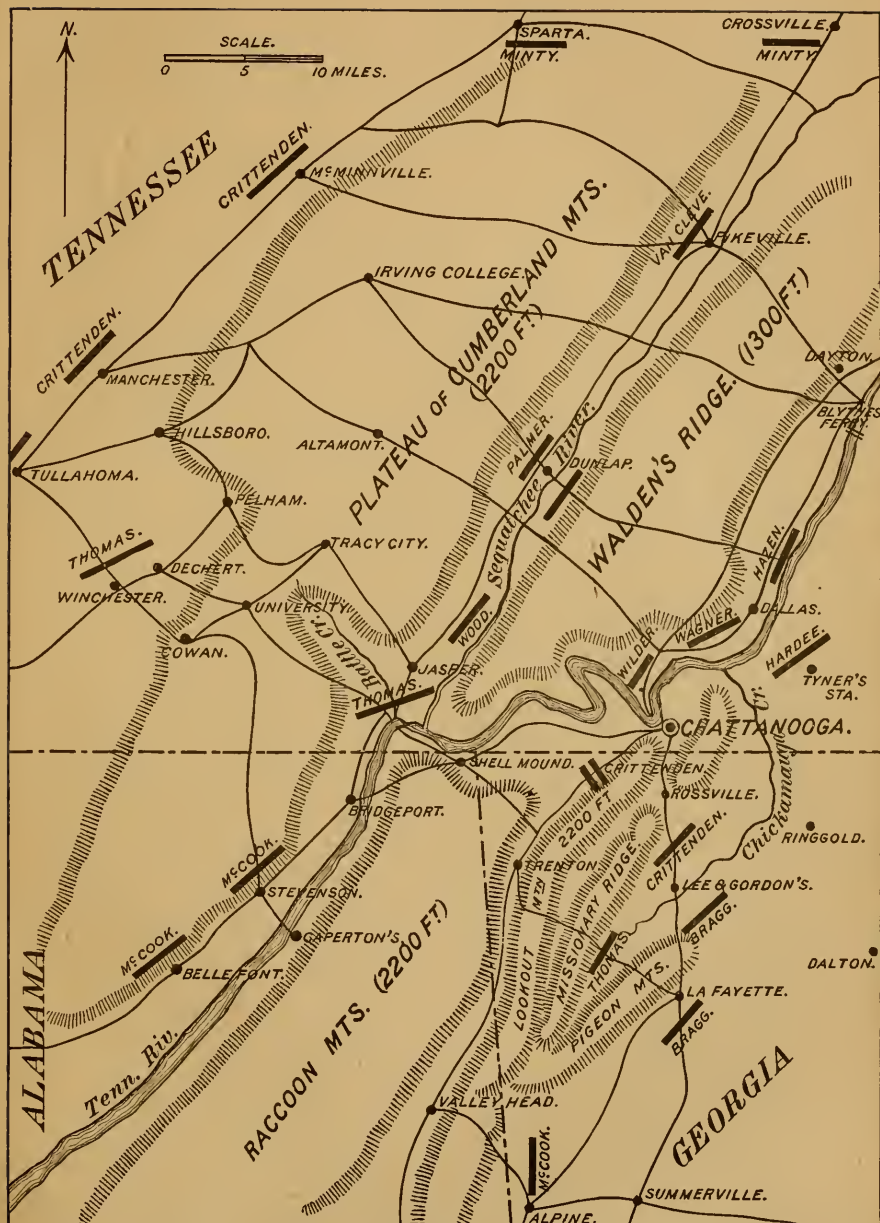 N.
SCALE.
0 5 10 MILES.
SPARTA.
MINTY.
CROSSVILLE.
MINTY
TENNESSEE
CRITTENDEN.
McMINNVILLE.
PLATEAU OF CUMBERLAND MTS.
(2200 FT.)
VAN CLEVE.
PIKEVILLE.
IRVING COLLEGE.
WALDEN'S RIDGE. (1300 FT.)
CRITTENDEN.
MANCHESTER.
DAYTON.
BLYTHES
FERRY.
HILLSBORO.
ALTAMONT.
PALMER.
Sequatchee River.
DUNLAP.
TULLAHOMA.
PELHAM.
THOMAS.
TRACY CITY.
HAZEN.
DECHERT.
WINCHESTER.
UNIVERSITY.
DALLAS.
WOOD.
WAGNER.
WILDER.
HARDEE.
COWAN.
Battle Cr.
JASPER.
TYNER'S
STA.
THOMAS.
CHATTANOOGA.
SHELL MOUND.
CRITTENDEN.
Chickamauga Cr.
BRIDGEPORT.
2200 FT
ROSSVILLE.
RINGGOLD.
McCOOK.
TRENTON.
LOOKOUT MTN
MISSIONARY RIDGE.
CRITTENDEN.
STEVENSON.
LEE & GORDON'S.
BRAGG.
CAPERTON'S
McCOOK.
BELLEFONT.
RACCOON MTS. (2200 FT.)
THOMAS
PIGEON MTS.
DALTON.
LA FAYETTE.
BRAGG.
ALABAMA
Tenn. Riv.
VALLEY HEAD.
GEORGIA
McCOOK.
ALPINE.
SUMMERVILLE.